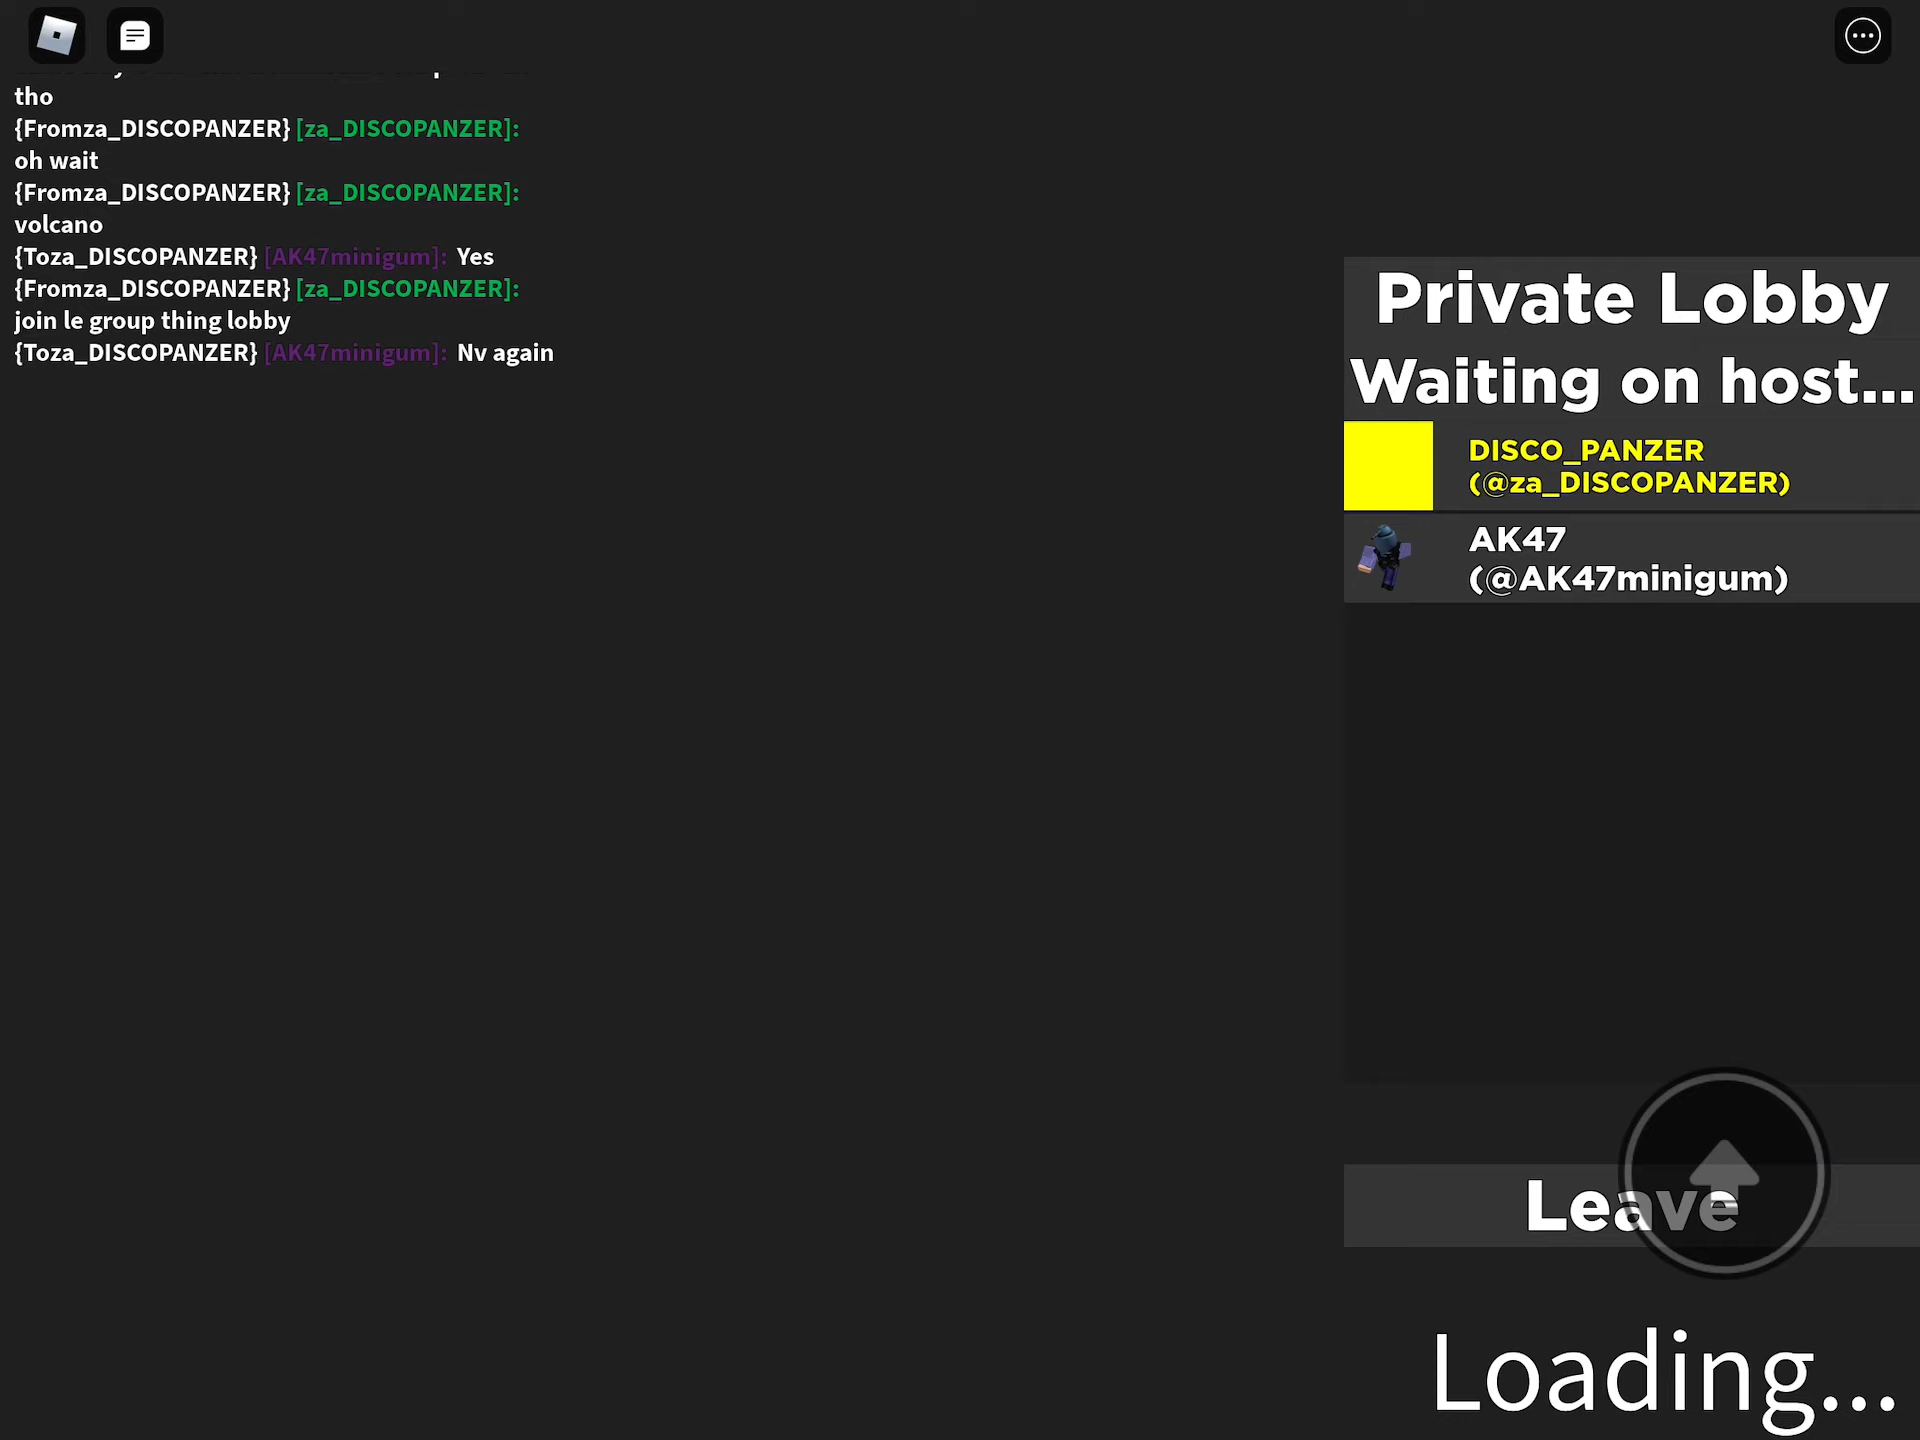 tho
{Fromza_DISCOPANZER} [za_DISCOPANZER]:
oh wait
{Fromza_DISCOPANZER} [za_DISCOPANZER]:
volcano
{Toza_DISCOPANZER} [AK47minigum]: Yes
{Fromza_DISCOPANZER} [za_DISCOPANZER]:
join le group thing lobby
{Toza_DISCOPANZER} [AK47minigum]: Nv again
Private Lobby
Waiting on host...
DISCO_PANZER
(@za_DISCOPANZER)
AK47
(@AK47minigum)
Leave
Loading...